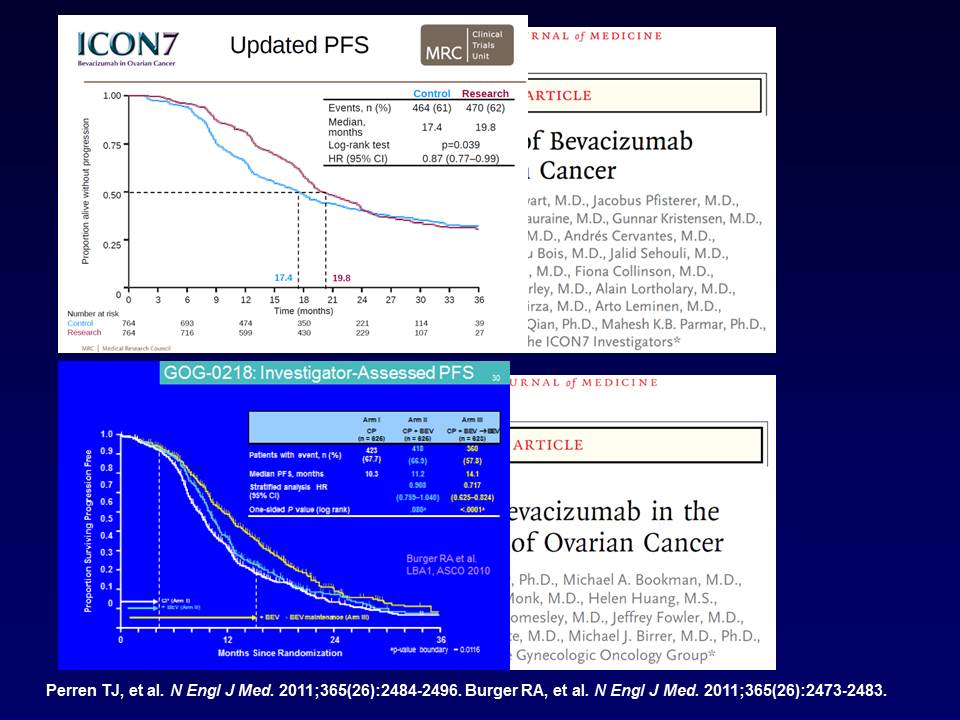 ICON7
Bevacizumab in Ovarian Cancer
Updated PFS
MRC
Clinical
Trials
Unit
Control Research
Events, n (%) 464 (61) 470 (62)
Median,
months 17.4 19.8
Log-rank test p=0.039
HR (95% CI) 0.87 (0.77–0.99)
Proportion alive without progression
1.00
0.75
0.50
0.25
0
17.4 19.8
0 3 6 9 12 15 18 21 24 27 30 33 36
Time (months)
Number at risk
Control 764 693 474 350 221 114 39
Research 764 716 599 430 229 107 27
MRC | Medical Research Council
RNAL of MEDICINE
ARTICLE
of Bevacizumab
Cancer
vart, M.D., Jacobus Pfisterer, M.D.,
auraine, M.D., Gunnar Kristensen, M.D.,
M.D., Andrés Cervantes, M.D.,
u Bois, M.D., Jalid Sehouli, M.D.,
, M.D., Fiona Collinson, M.D.,
rley, M.D., Alain Lortholary, M.D.,
irza, M.D., Arto Leminen, M.D.,
Qian, Ph.D., Mahesh K.B. Parmar, Ph.D.,
he ICON7 Investigators*
GOG-0218: Investigator-Assessed PFS 30
Arm I Arm II Arm III
CP CP + BEV CP + BEV → BEV
(n = 625) (n = 625) (n = 623)
Patients with event, n (%) 423 418 360
(67.7) (66.9) (57.8)
Median PFS, months 10.3 11.2 14.1
Stratified analysis HR 0.908 0.717
(95% CI) (0.759–1.040) (0.625–0.824)
One-sided P value (log rank) .080ᵃ <.0001ᵃ
Proportion Surviving Progression Free
1.0
0.9
0.8
0.7
0.6
0.5
0.4
0.3
0.2
0.1
0
Burger RA et al.
LBA1, ASCO 2010
CP (Arm I)
+ BEV (Arm II)
+ BEV → BEV maintenance (Arm III)
0 12 24 36
Months Since Randomization
ᵃp-value boundary = 0.0116
URNAL of MEDICINE
ARTICLE
evacizumab in the
of Ovarian Cancer
, Ph.D., Michael A. Bookman, M.D.,
Monk, M.D., Helen Huang, M.S.,
omesley, M.D., Jeffrey Fowler, M.D.,
te, M.D., Michael J. Birrer, M.D., Ph.D.,
Gynecologic Oncology Group*
Perren TJ, et al. N Engl J Med. 2011;365(26):2484-2496. Burger RA, et al. N Engl J Med. 2011;365(26):2473-2483.